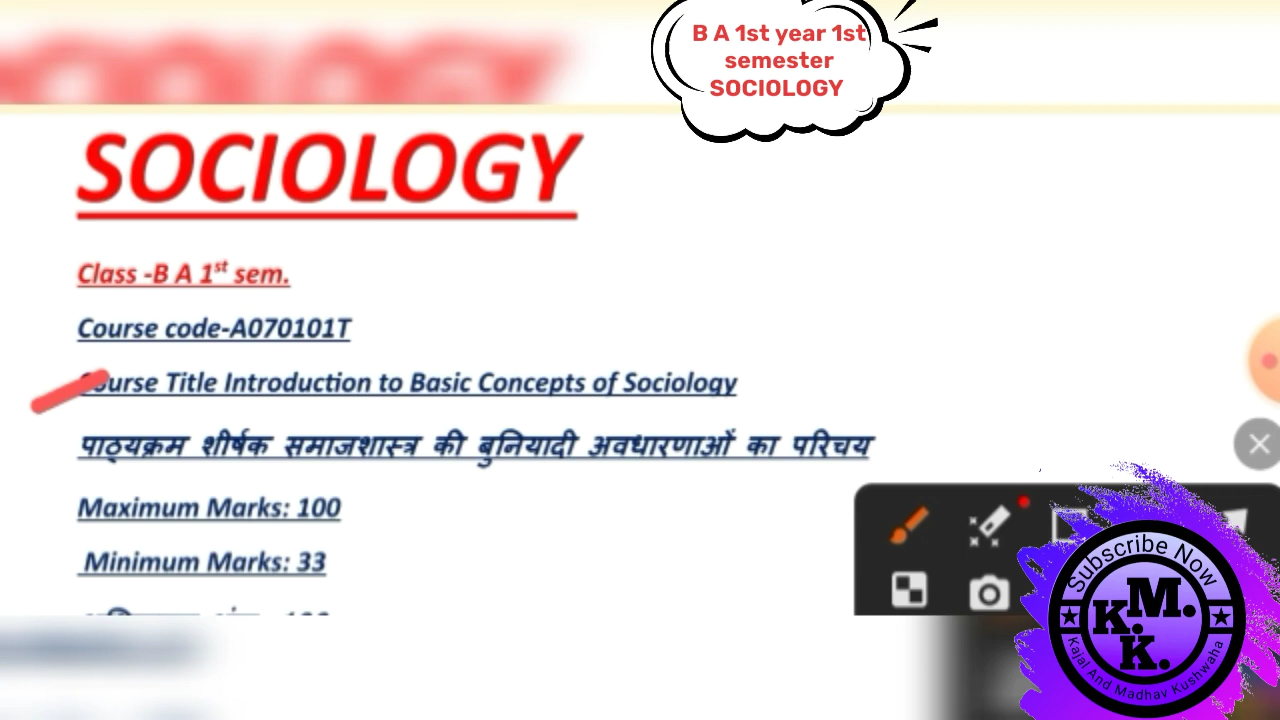 B A 1st year 1st
semester
SOCIOLOGY
SOCIOLOGY
Class -B A 1st sem.
Course code-A070101T
Course Title Introduction to Basic Concepts of Sociology
पाठ्यक्रम शीर्षक समाजशास्त्र की बुनियादी अवधारणाओं का परिचय
Maximum Marks: 100
Minimum Marks: 33
Subscribe Now
M.
K.
K.
Kajal And Madhav Kushwaha